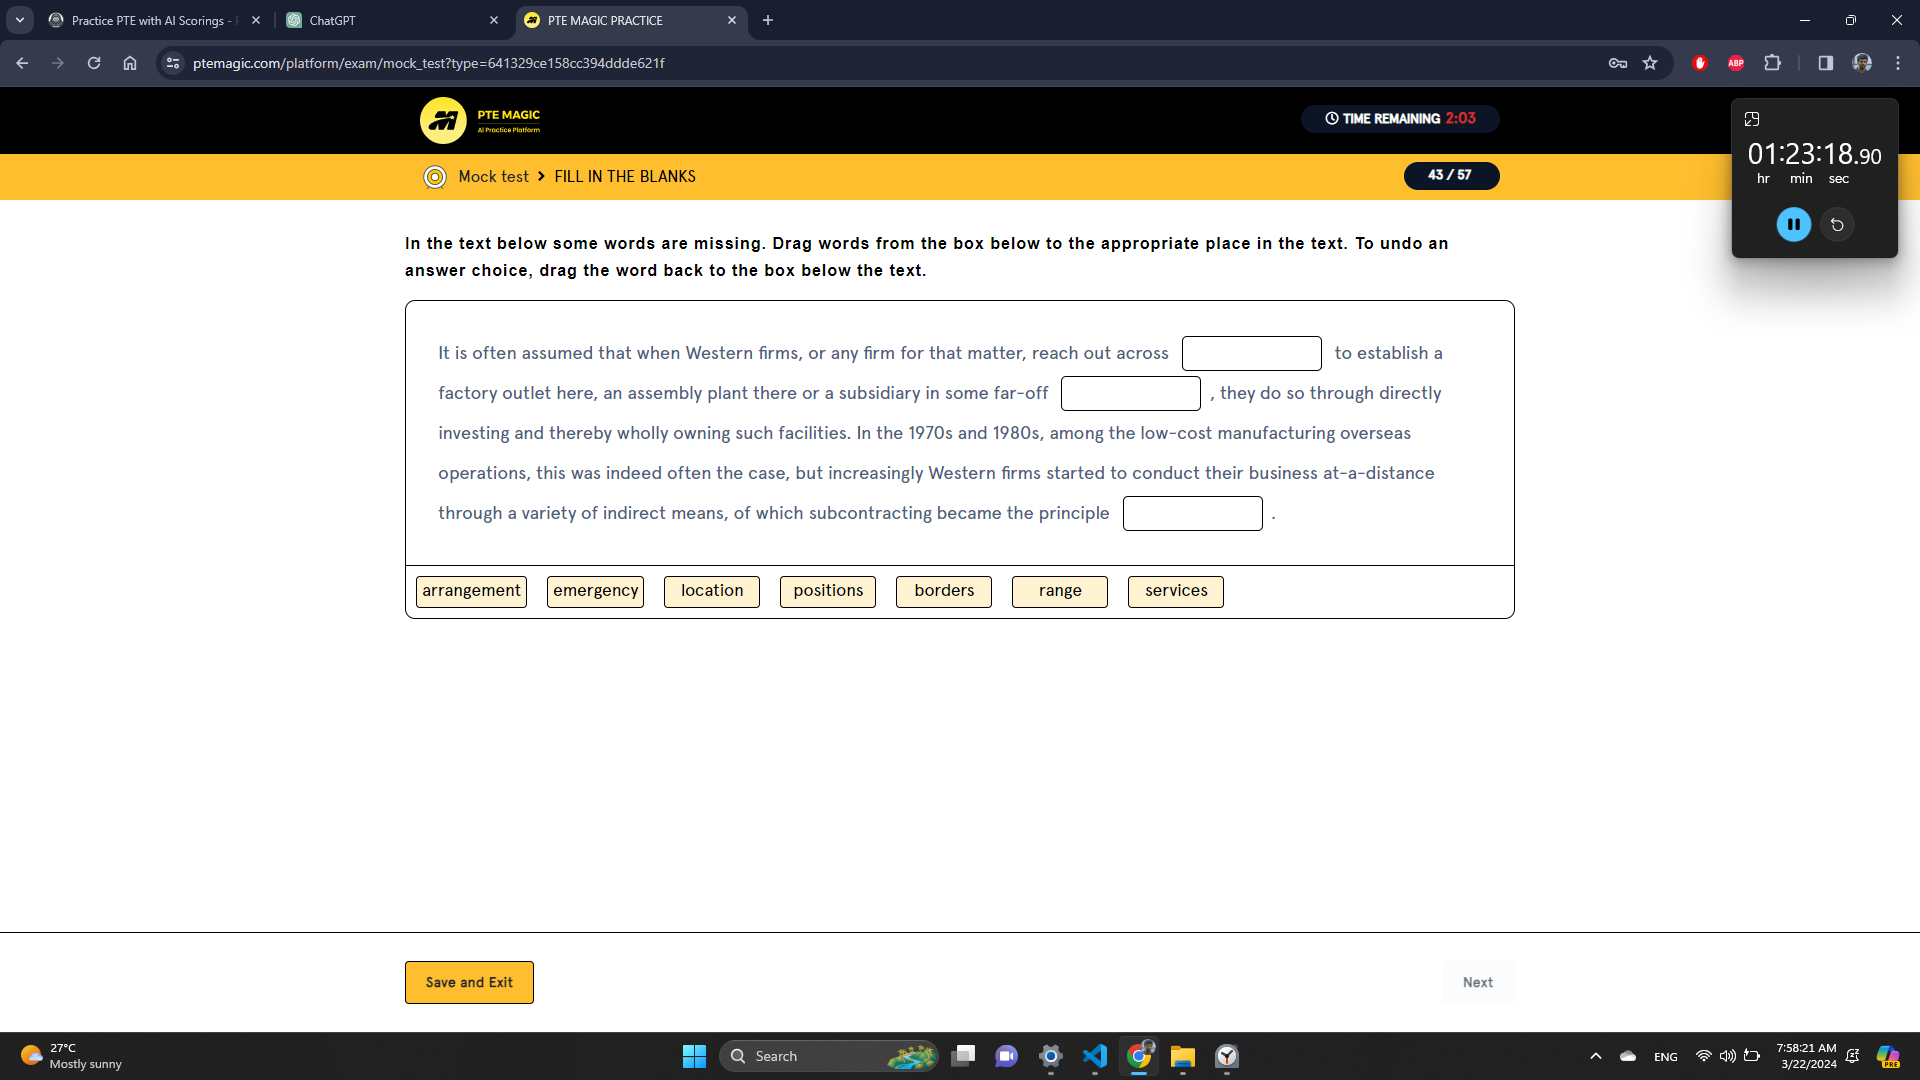 Practice PTE with AI Scorings -
ChatGPT
PTE MAGIC PRACTICE
ptemagic.com/platform/exam/mock_test?type=641329ce158cc394ddde621f
ABP
PTE MAGIC
AI Practice Platform
TIME REMAINING 2:03
01:23:18.90
hr min sec
Mock test > FILL IN THE BLANKS
43 / 57
In the text below some words are missing. Drag words from the box below to the appropriate place in the text. To undo an
answer choice, drag the word back to the box below the text.
It is often assumed that when Western firms, or any firm for that matter, reach out across to establish a
factory outlet here, an assembly plant there or a subsidiary in some far-off , they do so through directly
investing and thereby wholly owning such facilities. In the 1970s and 1980s, among the low-cost manufacturing overseas
operations, this was indeed often the case, but increasingly Western firms started to conduct their business at-a-distance
through a variety of indirect means, of which subcontracting became the principle .
arrangement emergency location positions borders range services
Save and Exit
Next
27°C
Mostly sunny
Search
ENG
7:58:21 AM
3/22/2024
PRE